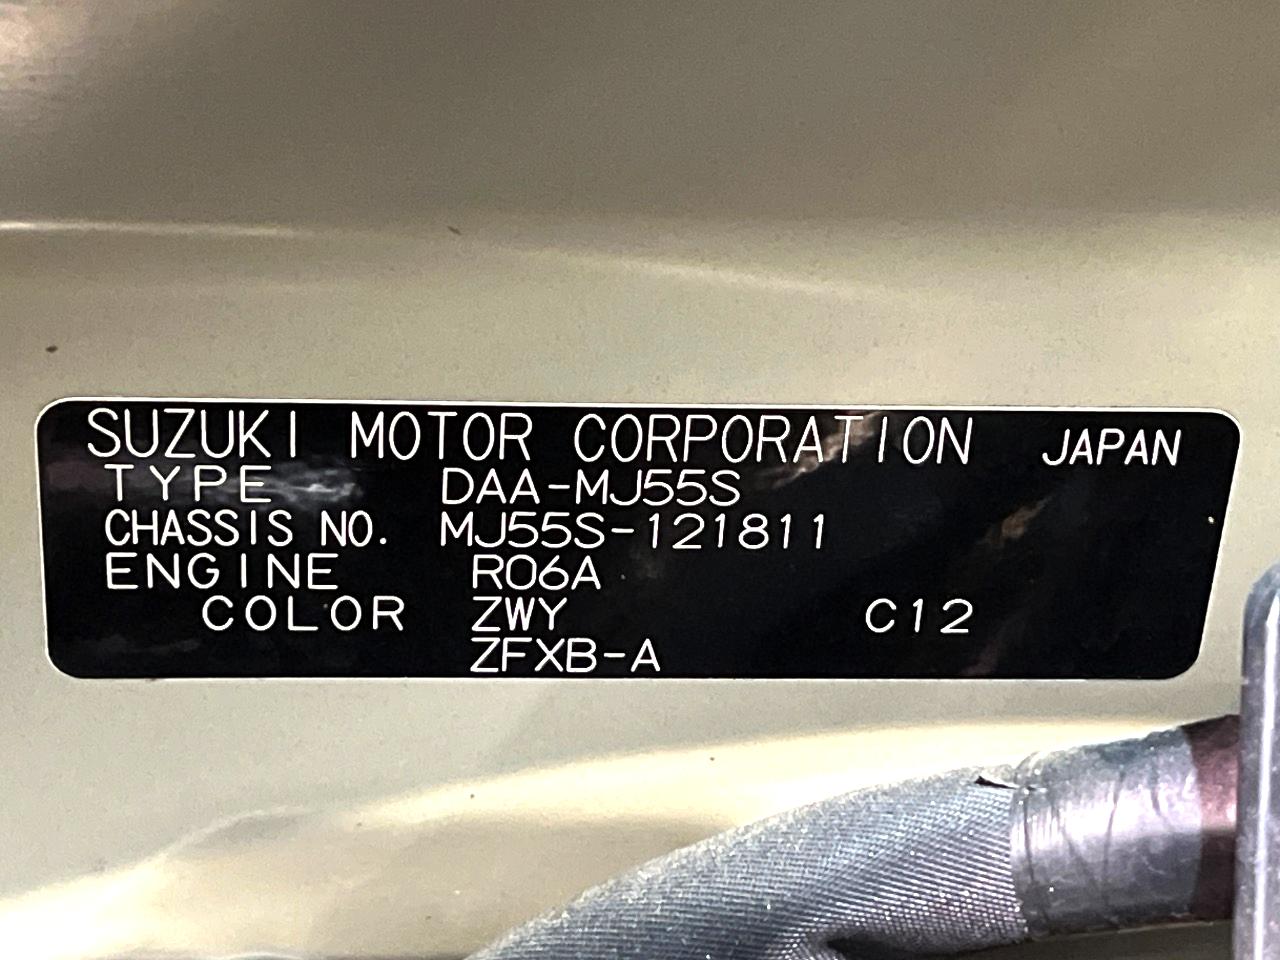 SUZUKI MOTOR CORPORATION JAPAN
TYPE DAA-MJ55S
CHASSIS NO. MJ55S-121811
ENGINE R06A
COLOR ZWY C12
ZFXB-A